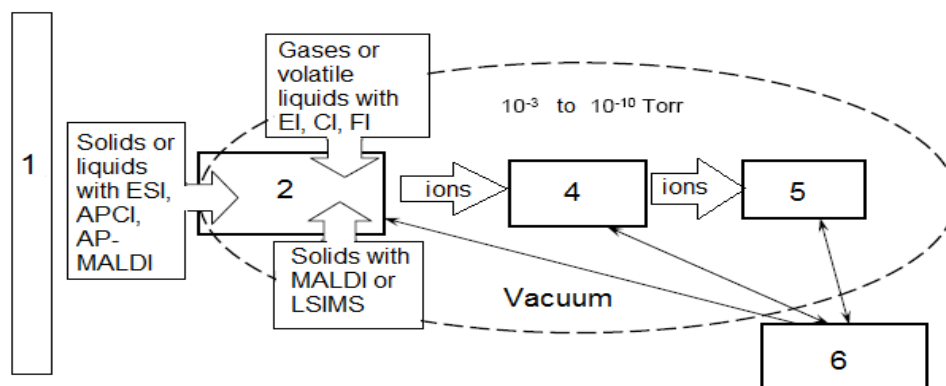 1
Solids or
liquids
with ESI,
APCI,
AP-
MALDI
Gases or
volatile
liquids with
EI, CI, FI
2
Solids with
MALDI or
LSIMS
10⁻³ to 10⁻¹⁰ Torr
ions
4
ions
5
Vacuum
6